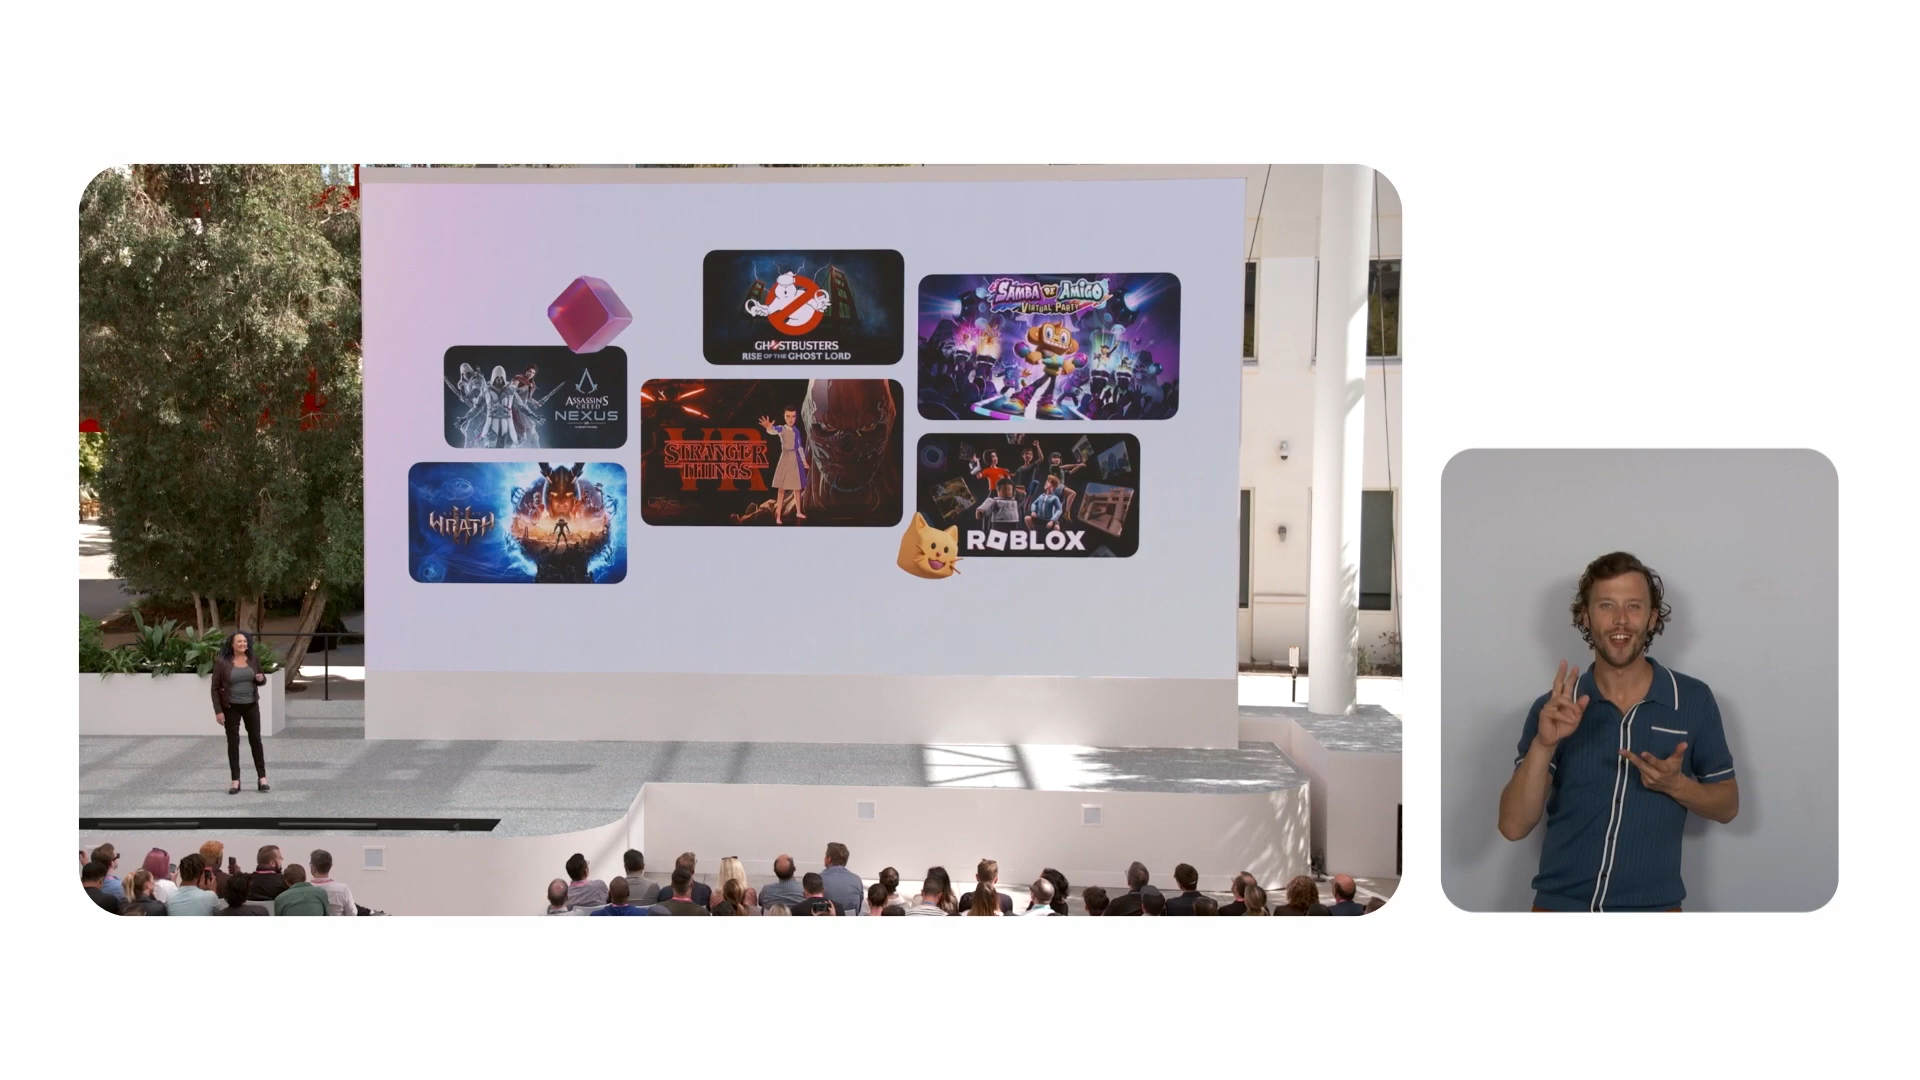 GHOSTBUSTERS
RISE OF THE GHOST LORD
SAMBA DE AMIGO
VIRTUAL PARTY
ASSASSIN'S
CREED
NEXUS
VR
STRANGER
THINGS
VR
WRATH
ROBLOX